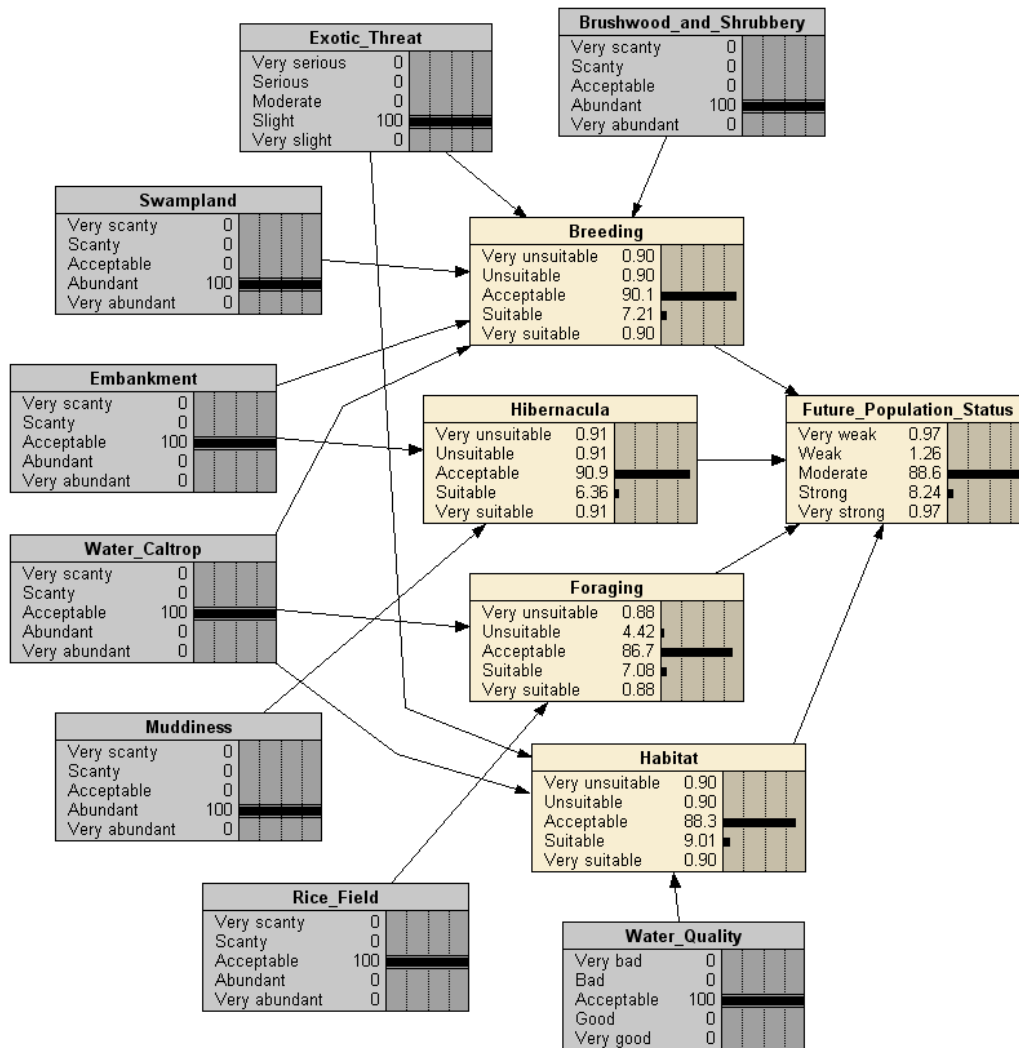 Exotic_Threat
Very serious 0
Serious 0
Moderate 0
Slight 100
Very slight 0
Brushwood_and_Shrubbery
Very scanty 0
Scanty 0
Acceptable 0
Abundant 100
Very abundant 0
Swampland
Very scanty 0
Scanty 0
Acceptable 0
Abundant 100
Very abundant 0
Breeding
Very unsuitable 0.90
Unsuitable 0.90
Acceptable 90.1
Suitable 7.21
Very suitable 0.90
Embankment
Very scanty 0
Scanty 0
Acceptable 100
Abundant 0
Very abundant 0
Hibernacula
Very unsuitable 0.91
Unsuitable 0.91
Acceptable 90.9
Suitable 6.36
Very suitable 0.91
Future_Population_Status
Very weak 0.97
Weak 1.26
Moderate 88.6
Strong 8.24
Very strong 0.97
Water_Caltrop
Very scanty 0
Scanty 0
Acceptable 100
Abundant 0
Very abundant 0
Foraging
Very unsuitable 0.88
Unsuitable 4.42
Acceptable 86.7
Suitable 7.08
Very suitable 0.88
Muddiness
Very scanty 0
Scanty 0
Acceptable 0
Abundant 100
Very abundant 0
Habitat
Very unsuitable 0.90
Unsuitable 0.90
Acceptable 88.3
Suitable 9.01
Very suitable 0.90
Rice_Field
Very scanty 0
Scanty 0
Acceptable 100
Abundant 0
Very abundant 0
Water_Quality
Very bad 0
Bad 0
Acceptable 100
Good 0
Very good 0